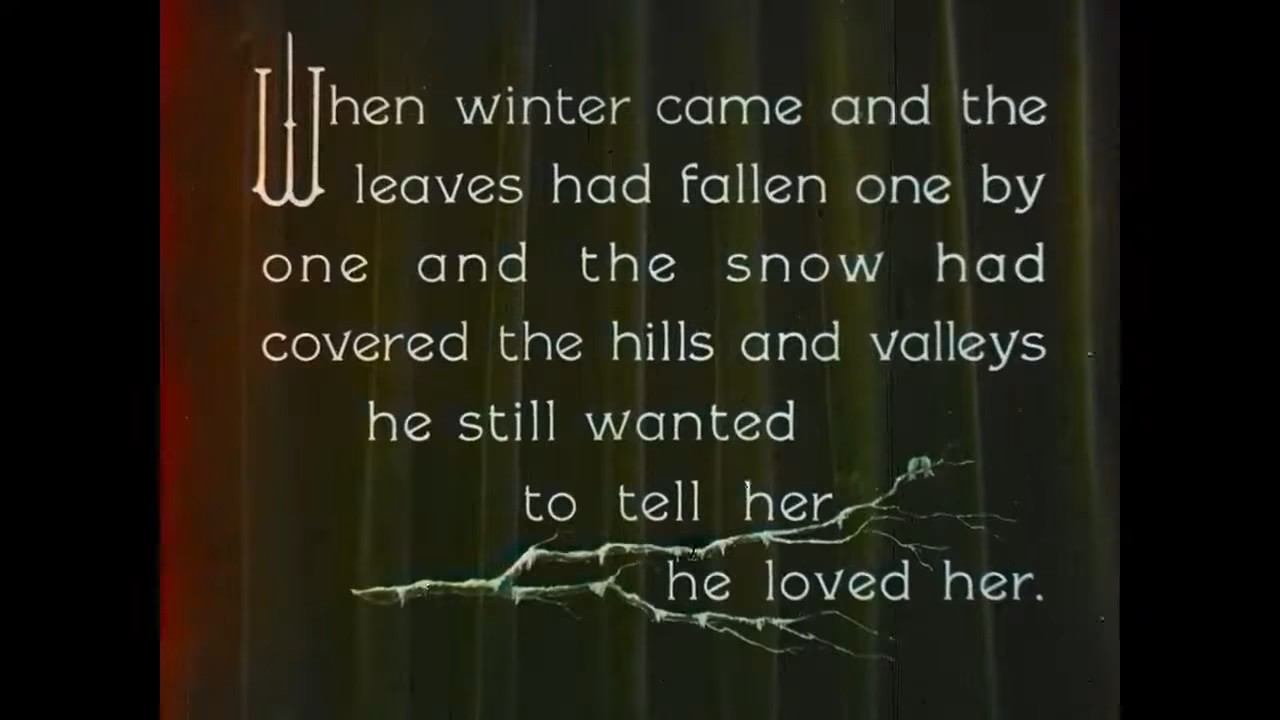 When winter came and the
leaves had fallen one by
one and the snow had
covered the hills and valleys
he still wanted
to tell her
he loved her.